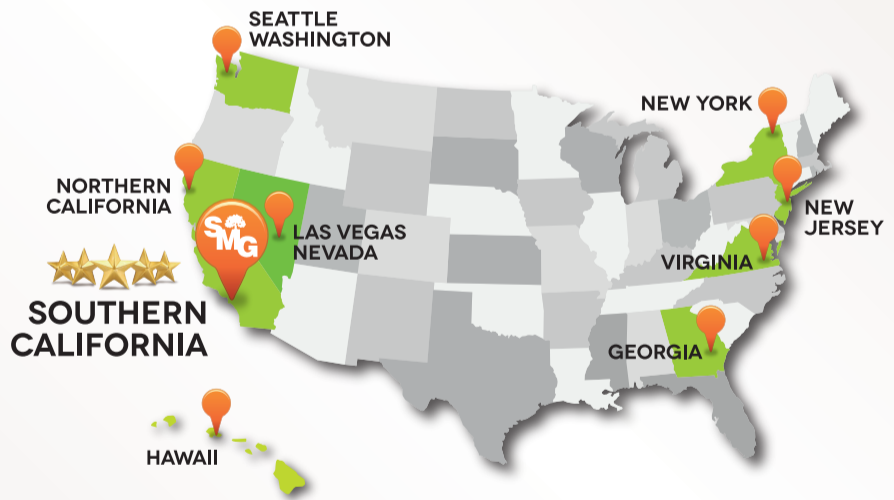 SEATTLE
WASHINGTON
NEW YORK
NORTHERN
CALIFORNIA
SMG
LAS VEGAS
NEVADA
NEW
JERSEY
VIRGINIA
SOUTHERN
CALIFORNIA
GEORGIA
HAWAII